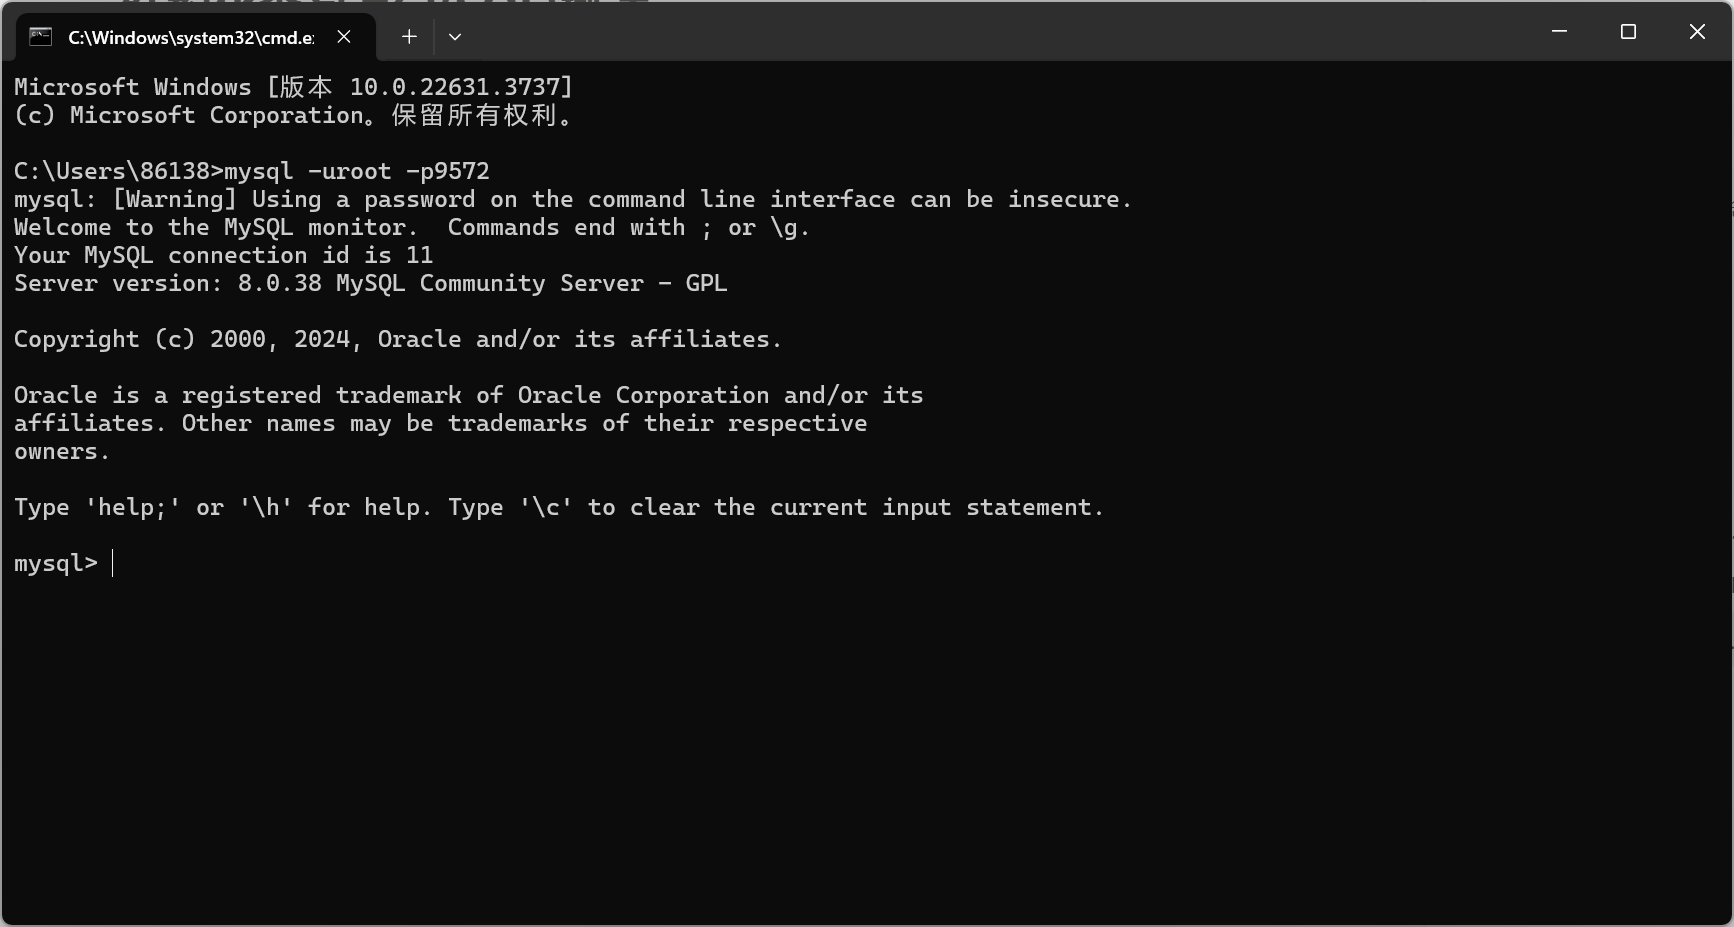 C:\Windows\system32\cmd.e
Microsoft Windows [版本 10.0.22631.3737]
(c) Microsoft Corporation。保留所有权利。
C:\Users\86138>mysql -uroot -p9572
mysql: [Warning] Using a password on the command line interface can be insecure.
Welcome to the MySQL monitor.  Commands end with ; or \g.
Your MySQL connection id is 11
Server version: 8.0.38 MySQL Community Server - GPL
Copyright (c) 2000, 2024, Oracle and/or its affiliates.
Oracle is a registered trademark of Oracle Corporation and/or its
affiliates. Other names may be trademarks of their respective
owners.
Type 'help;' or '\h' for help. Type '\c' to clear the current input statement.
mysql>